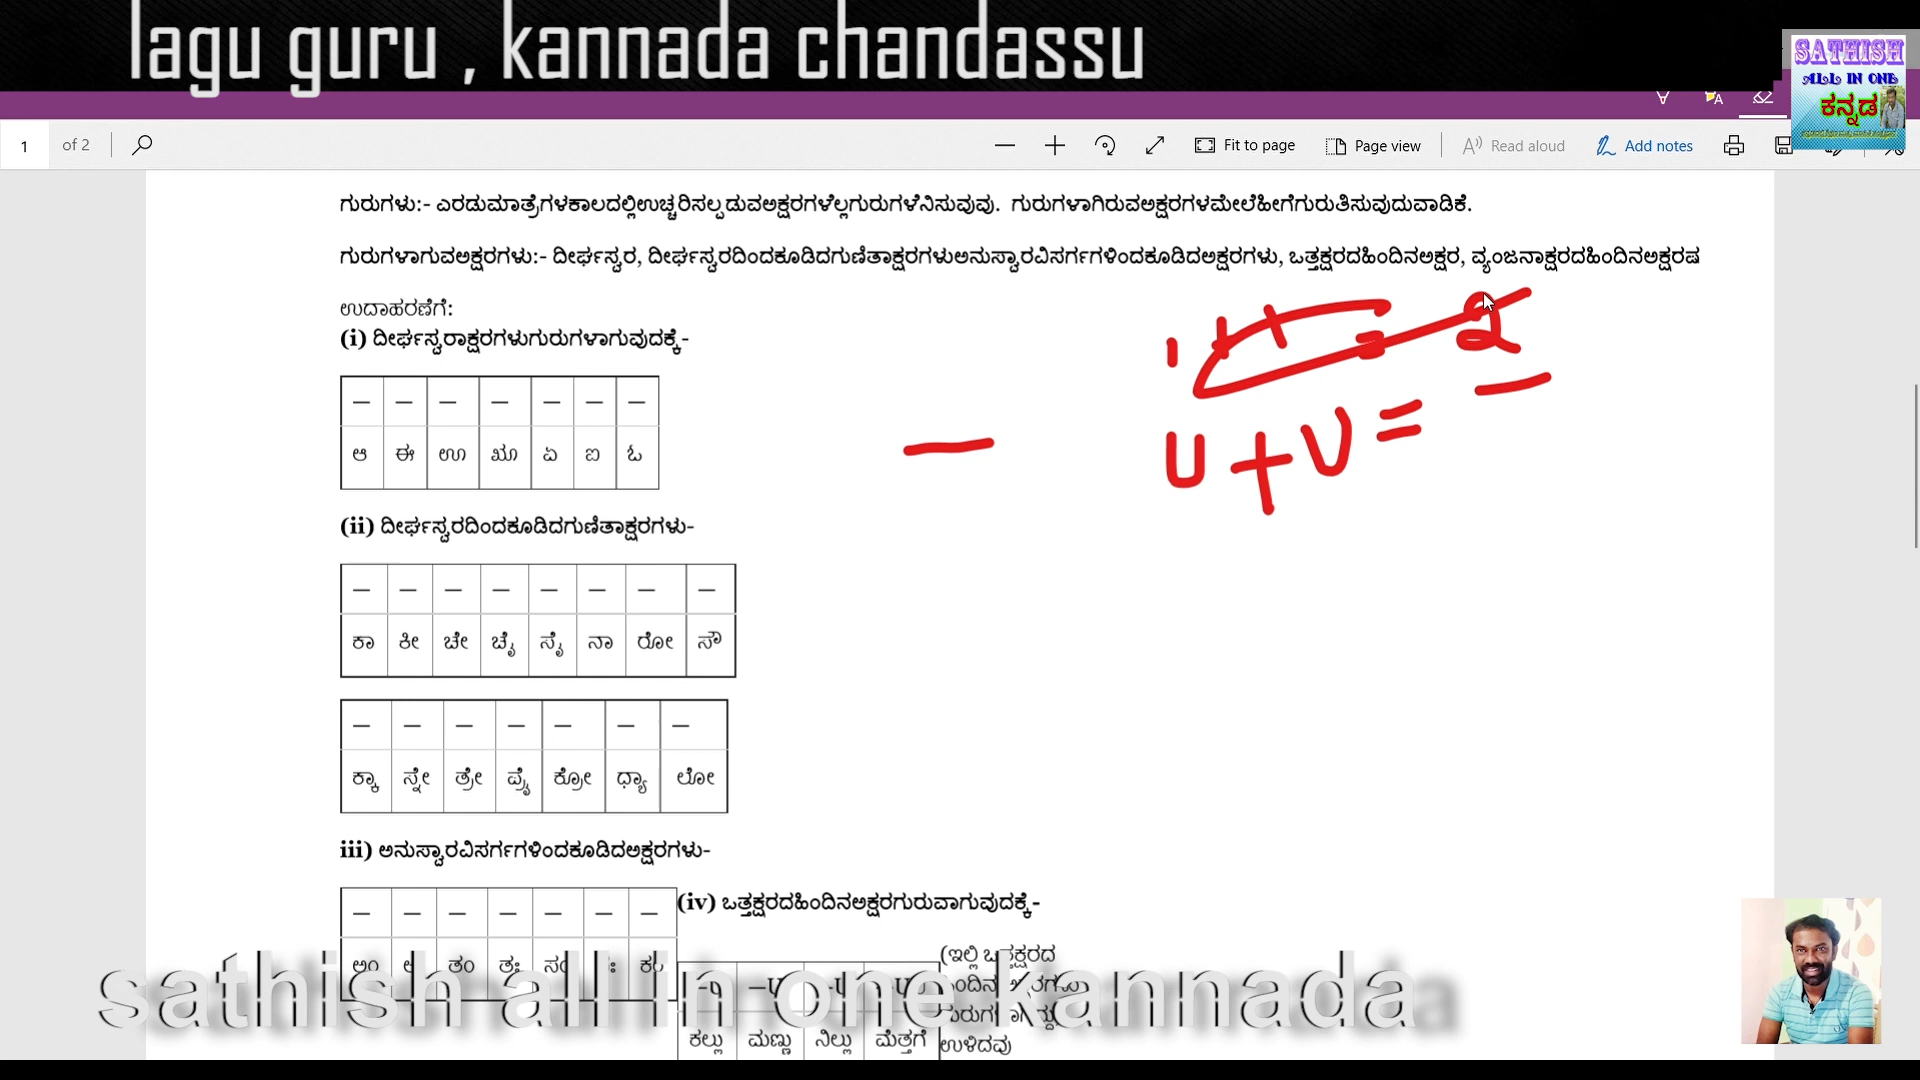 lagu guru , kannada chandassu
SATHISH
ALL IN ONE
ಕನ್ನಡ
1 of 2 Fit to page Page view Read aloud Add notes
ಗುರುಗಳು:- ಎರಡುಮಾತ್ರೆಗಳಕಾಲದಲ್ಲಿಉಚ್ಚರಿಸಲ್ಪಡುವಅಕ್ಷರಗಳೆಲ್ಲಗುರುಗಳೆನಿಸುವುವು. ಗುರುಗಳಾಗಿರುವಅಕ್ಷರಗಳಮೇಲೆಹೀಗೆಗುರುತಿಸುವುದುವಾಡಿಕೆ.
ಗುರುಗಳಾಗುವಅಕ್ಷರಗಳು:- ದೀರ್ಘಸ್ವರ, ದೀರ್ಘಸ್ವರದಿಂದಕೂಡಿದಗುಣಿತಾಕ್ಷರಗಳುಅನುಸ್ವಾರವಿಸರ್ಗಗಳಿಂದಕೂಡಿದಅಕ್ಷರಗಳು, ಒತ್ತಕ್ಷರದಹಿಂದಿನಅಕ್ಷರ, ವ್ಯಂಜನಾಕ್ಷರದಹಿಂದಿನಅಕ್ಷರಷ
ಉದಾಹರಣೆಗೆ:
(i) ದೀರ್ಘಸ್ವರಾಕ್ಷರಗಳುಗುರುಗಳಾಗುವುದಕ್ಕೆ-
— — — — — — —
ಆ ಈ ಊ ೠ ಏ ಐ ಓ
—
U + U = —
(ii) ದೀರ್ಘಸ್ವರದಿಂದಕೂಡಿದಗುಣಿತಾಕ್ಷರಗಳು-
— — — — — — — —
ಕಾ ಕೀ ಚೇ ಚೈ ಸೈ ನಾ ರೋ ಸೌ
— — — — — — —
ಕ್ಕಾ ಸ್ನೇ ತ್ರೇ ಪ್ರೈ ಕ್ರೋ ಧ್ಯಾ ಲೋ
iii) ಅನುಸ್ವಾರವಿಸರ್ಗಗಳಿಂದಕೂಡಿದಅಕ್ಷರಗಳು-
— — — — — — —
ಅಂ ತಂ ತಃ
(iv) ಒತ್ತಕ್ಷರದಹಿಂದಿನಅಕ್ಷರಗುರುವಾಗುವುದಕ್ಕೆ-
(ಇಲ್ಲಿ
ಕಲ್ಲು ಮಣ್ಣು ನಿಲ್ಲು ಮೆತ್ತಗೆ
ಉಳಿದವು
sathish all in one kannada